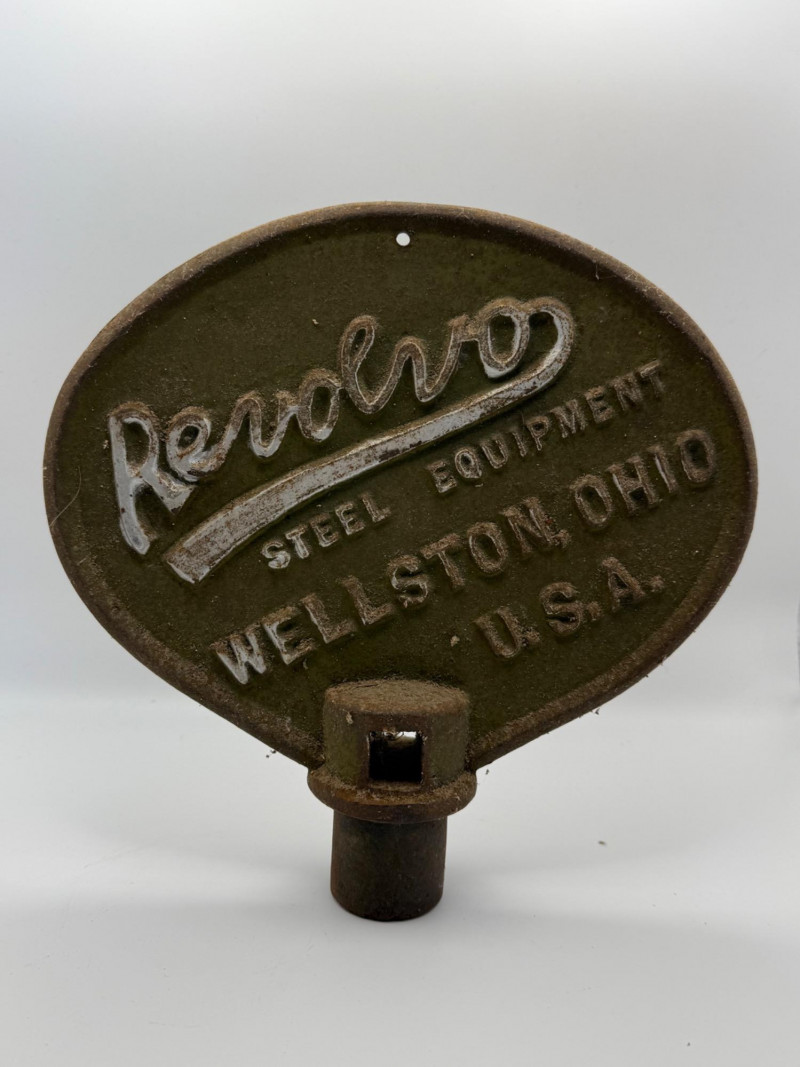 Revolvo
STEEL EQUIPMENT
WELLSTON, OHIO
U.S.A.